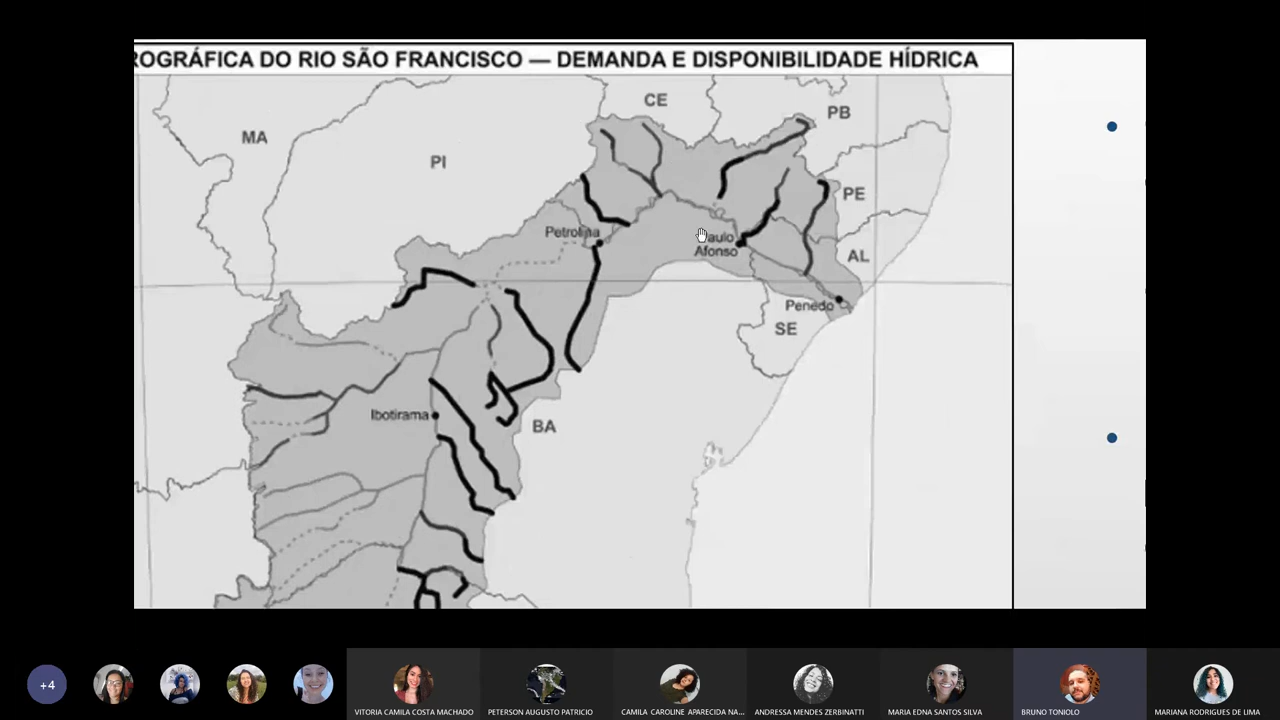 ROGRÁFICA DO RIO SÃO FRANCISCO — DEMANDA E DISPONIBILIDADE HÍDRICA
CE
PB
MA
PI
PE
Petrolina
Paulo
Afonso
AL
Penedo
SE
Ibotirama
BA
+4
VITORIA CAMILA COSTA MACHADO
PETERSON AUGUSTO PATRICIO
CAMILA CAROLINE APARECIDA NA...
ANDRESSA MENDES ZERBINATTI
MARIA EDNA SANTOS SILVA
BRUNO TONIOLO
MARIANA RODRIGUES DE LIMA